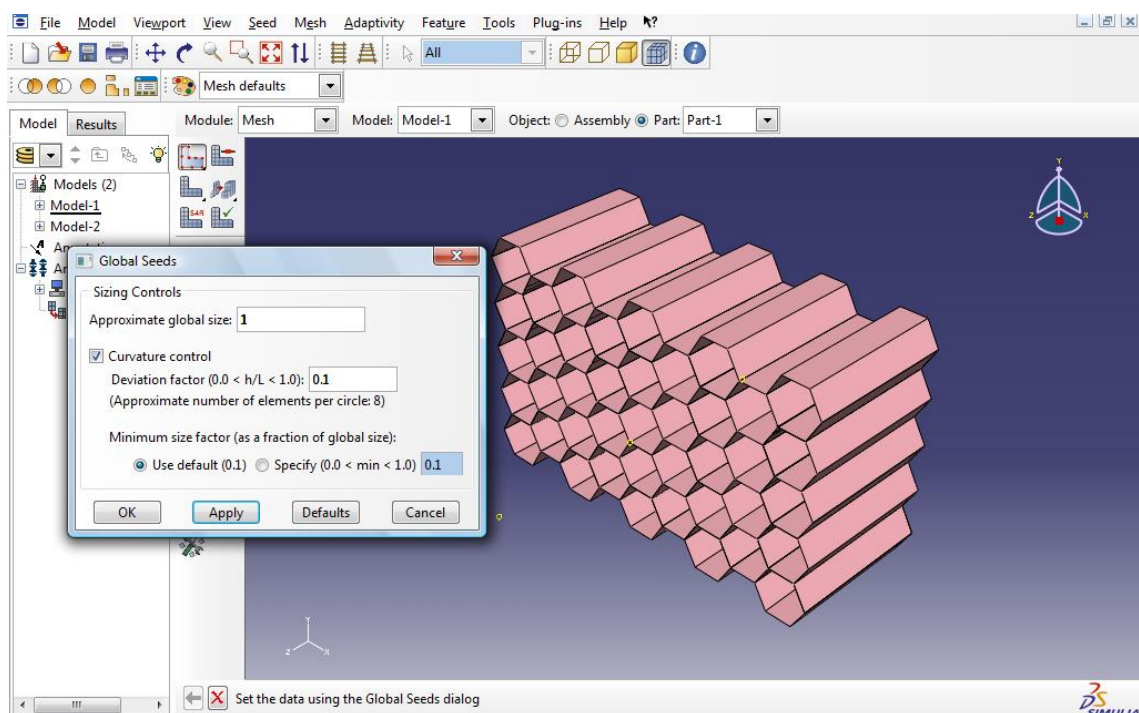 File Model Viewport View Seed Mesh Adaptivity Feature Tools Plug-ins Help
All
Mesh defaults
Model Results Module: Mesh Model: Model-1 Object: Assembly Part: Part-1
Models (2)
Model-1
Model-2
S4R
Global Seeds
Sizing Controls
Approximate global size: 1
Curvature control
Deviation factor (0.0 < h/L < 1.0): 0.1
(Approximate number of elements per circle: 8)
Minimum size factor (as a fraction of global size):
Use default (0.1) Specify (0.0 < min < 1.0) 0.1
OK Apply Defaults Cancel
Y
Z X
Y
Z X
Set the data using the Global Seeds dialog
SIMULIA